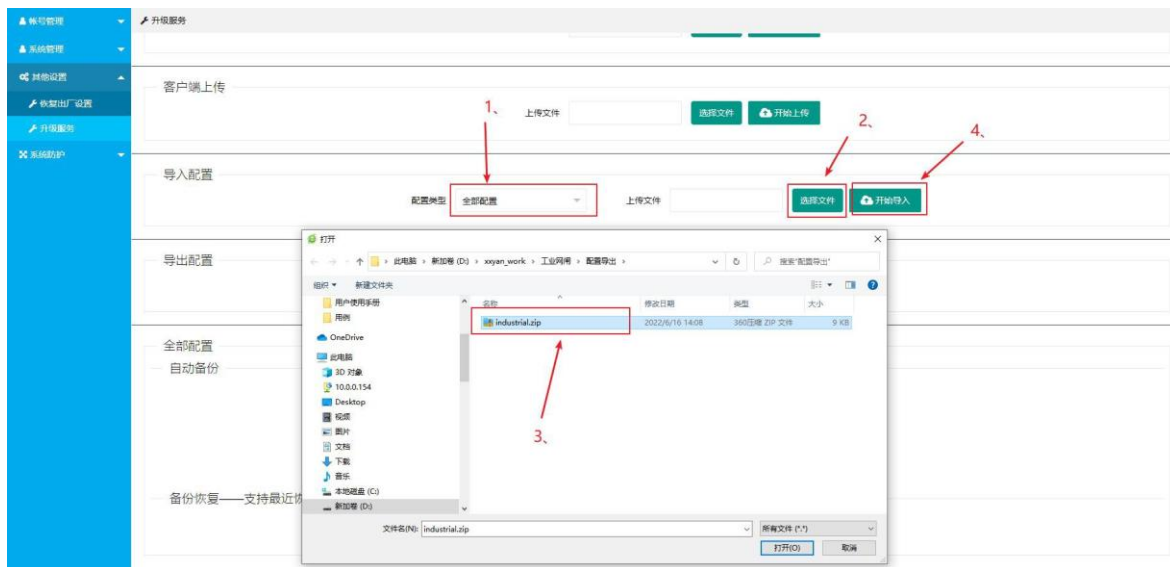 帐号管理
升级服务
系统管理
其他设置
客户端上传
恢复出厂设置
1、
上传文件
选择文件
开始上传
2、
升级服务
4、
系统防护
导入配置
配置类型
全部配置
上传文件
选择文件
开始导入
打开
导出配置
此电脑 › 新加卷 (D:) › xxyan_work › 工业网闸 › 配置导出 ›
搜索"配置导出"
组织
新建文件夹
用户使用手册
名称
修改日期
类型
大小
用例
industrial.zip
2022/6/16 14:08
360压缩 ZIP 文件
9 KB
OneDrive
全部配置
此电脑
自动备份
3D 对象
10.0.0.154
Desktop
视频
图片
3、
文档
下载
音乐
本地磁盘 (C:)
备份恢复——支持最近
新加卷 (D:)
文件名(N):
industrial.zip
所有文件 (*.*)
打开(O)
取消